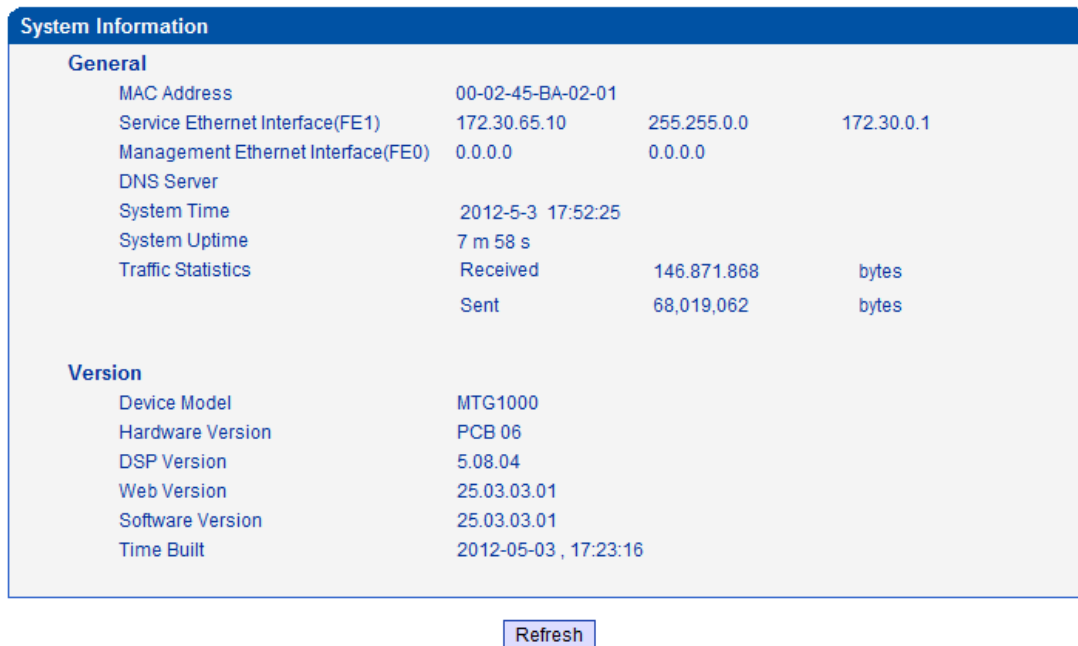 System Information
General
MAC Address 00-02-45-BA-02-01
Service Ethernet Interface(FE1) 172.30.65.10 255.255.0.0 172.30.0.1
Management Ethernet Interface(FE0) 0.0.0.0 0.0.0.0
DNS Server
System Time 2012-5-3 17:52:25
System Uptime 7 m 58 s
Traffic Statistics Received 146.871.868 bytes
Sent 68,019,062 bytes
Version
Device Model MTG1000
Hardware Version PCB 06
DSP Version 5.08.04
Web Version 25.03.03.01
Software Version 25.03.03.01
Time Built 2012-05-03 , 17:23:16
Refresh